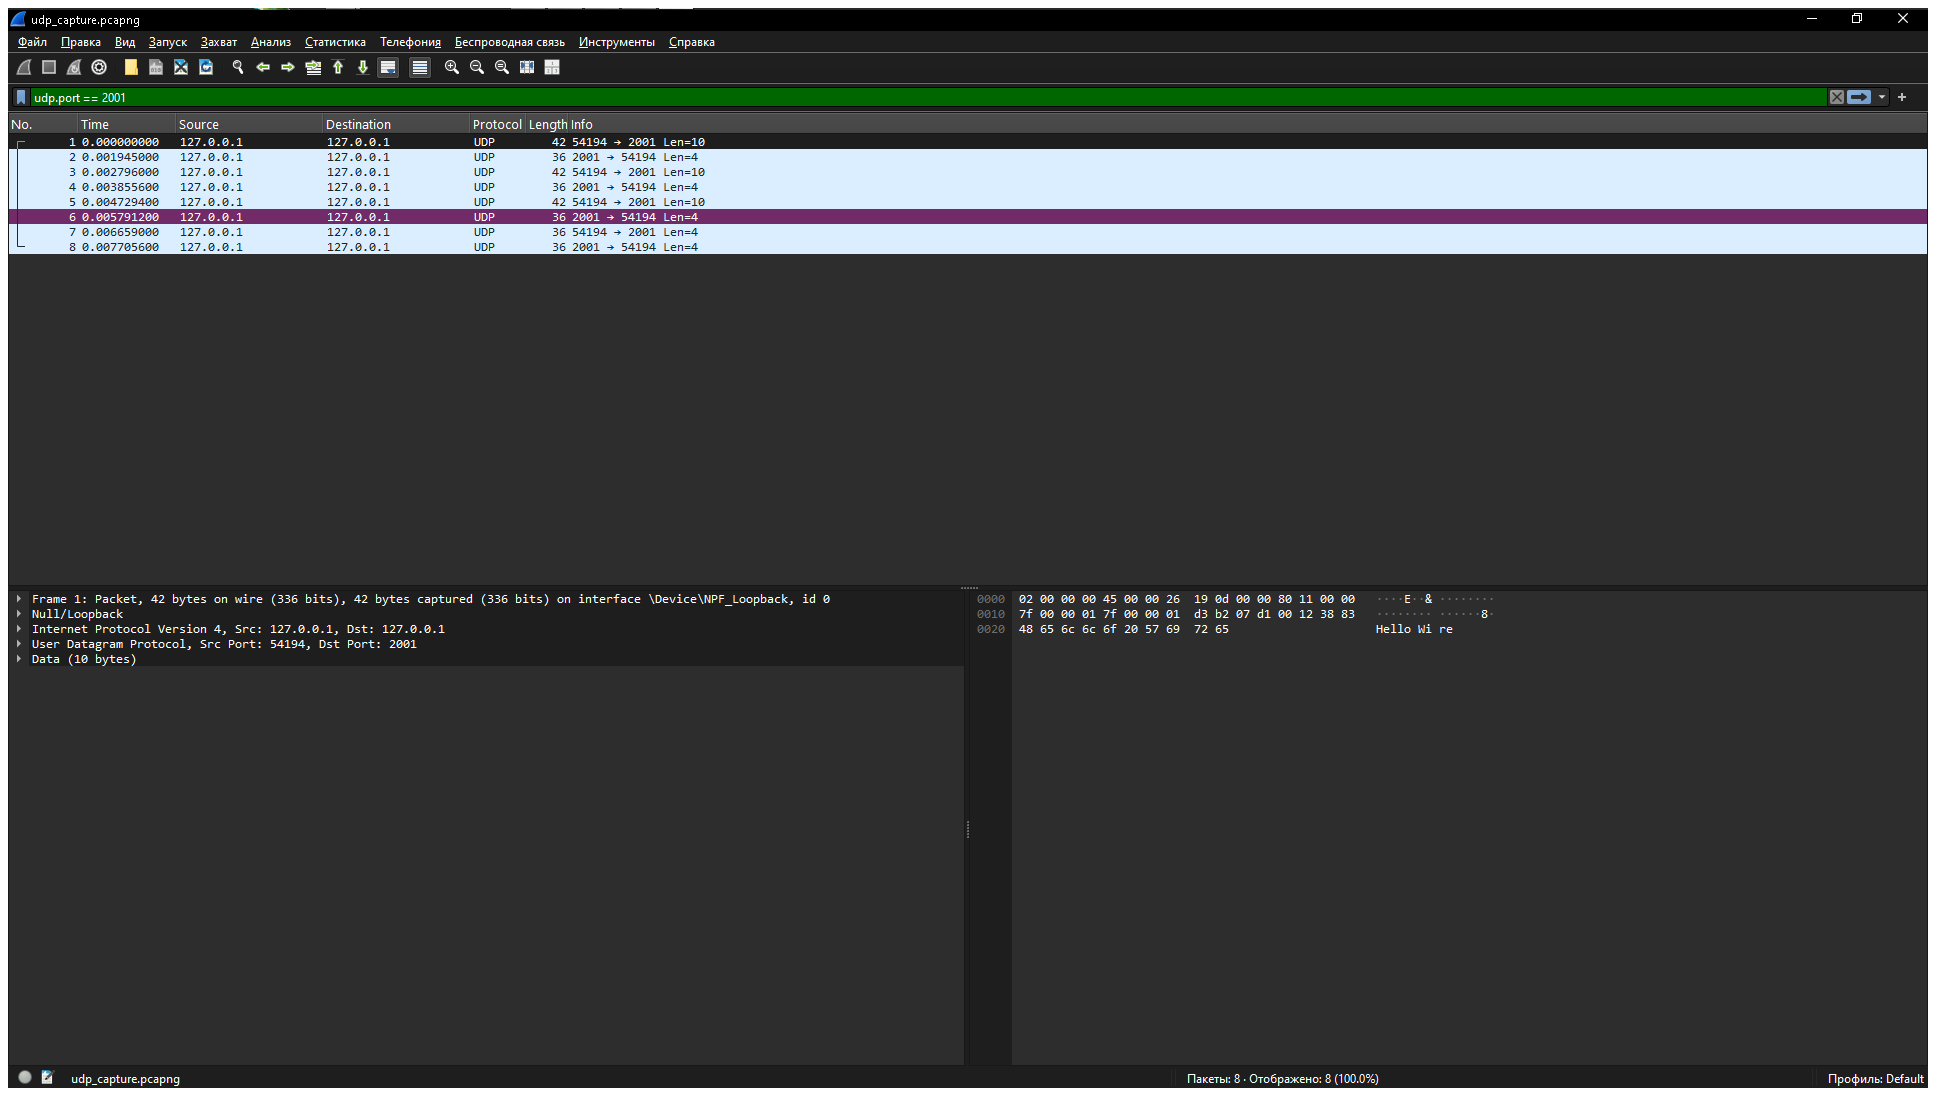 udp_capture.pcapng
Файл Правка Вид Запуск Захват Анализ Статистика Телефония Беспроводная связь Инструменты Справка
udp.port == 2001
No. Time Source Destination Protocol Length Info
1 0.000000000 127.0.0.1 127.0.0.1 UDP 42 54194 → 2001 Len=10
2 0.001945000 127.0.0.1 127.0.0.1 UDP 36 2001 → 54194 Len=4
3 0.002796000 127.0.0.1 127.0.0.1 UDP 42 54194 → 2001 Len=10
4 0.003855600 127.0.0.1 127.0.0.1 UDP 36 2001 → 54194 Len=4
5 0.004729400 127.0.0.1 127.0.0.1 UDP 42 54194 → 2001 Len=10
6 0.005791200 127.0.0.1 127.0.0.1 UDP 36 2001 → 54194 Len=4
7 0.006659000 127.0.0.1 127.0.0.1 UDP 36 54194 → 2001 Len=4
8 0.007705600 127.0.0.1 127.0.0.1 UDP 36 2001 → 54194 Len=4
Frame 1: Packet, 42 bytes on wire (336 bits), 42 bytes captured (336 bits) on interface \Device\NPF_Loopback, id 0
Null/Loopback
Internet Protocol Version 4, Src: 127.0.0.1, Dst: 127.0.0.1
User Datagram Protocol, Src Port: 54194, Dst Port: 2001
Data (10 bytes)
0000 02 00 00 00 45 00 00 26 19 0d 00 00 80 11 00 00 ····E··& ········
0010 7f 00 00 01 7f 00 00 01 d3 b2 07 d1 00 12 38 83 ········ ······8·
0020 48 65 6c 6c 6f 20 57 69 72 65 Hello Wi re
udp_capture.pcapng
Пакеты: 8 · Отображено: 8 (100.0%)
Профиль: Default